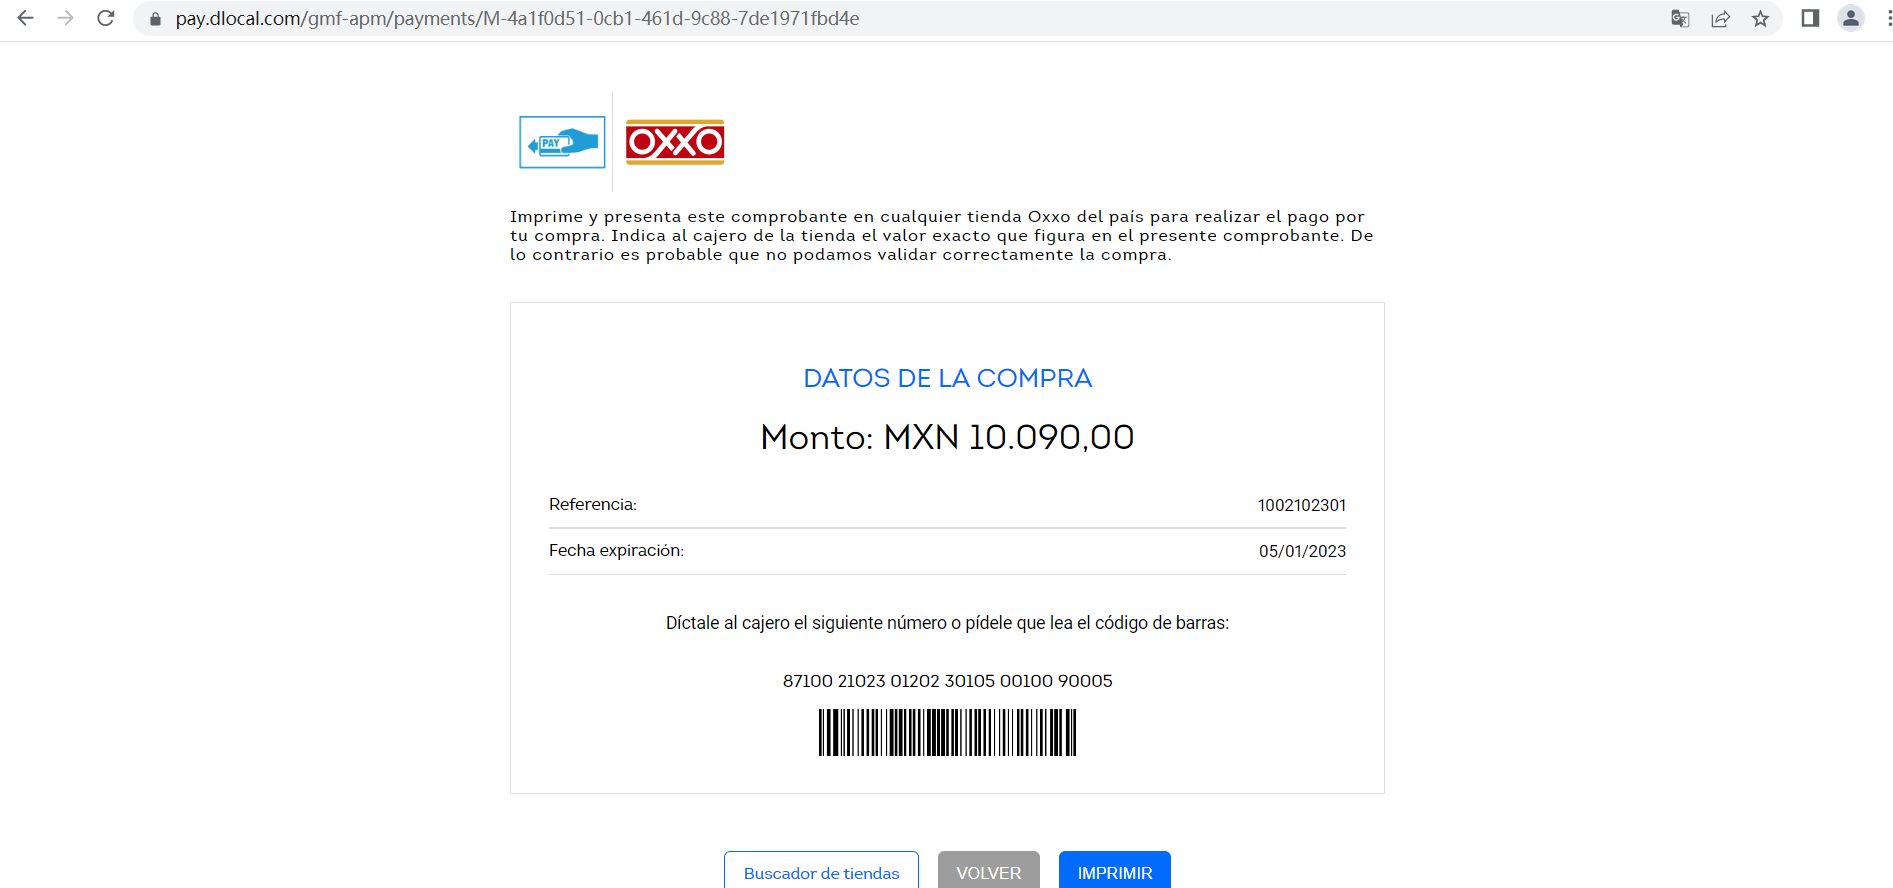 pay.dlocal.com/gmf-apm/payments/M-4a1f0d51-0cb1-461d-9c88-7de1971fbd4e
PAY
OXXO
Imprime y presenta este comprobante en cualquier tienda Oxxo del país para realizar el pago por
tu compra. Indica al cajero de la tienda el valor exacto que figura en el presente comprobante. De
lo contrario es probable que no podamos validar correctamente la compra.
DATOS DE LA COMPRA
Monto: MXN 10.090,00
Referencia: 1002102301
Fecha expiración: 05/01/2023
Díctale al cajero el siguiente número o pídele que lea el código de barras:
87100 21023 01202 30105 00100 90005
Buscador de tiendas VOLVER IMPRIMIR